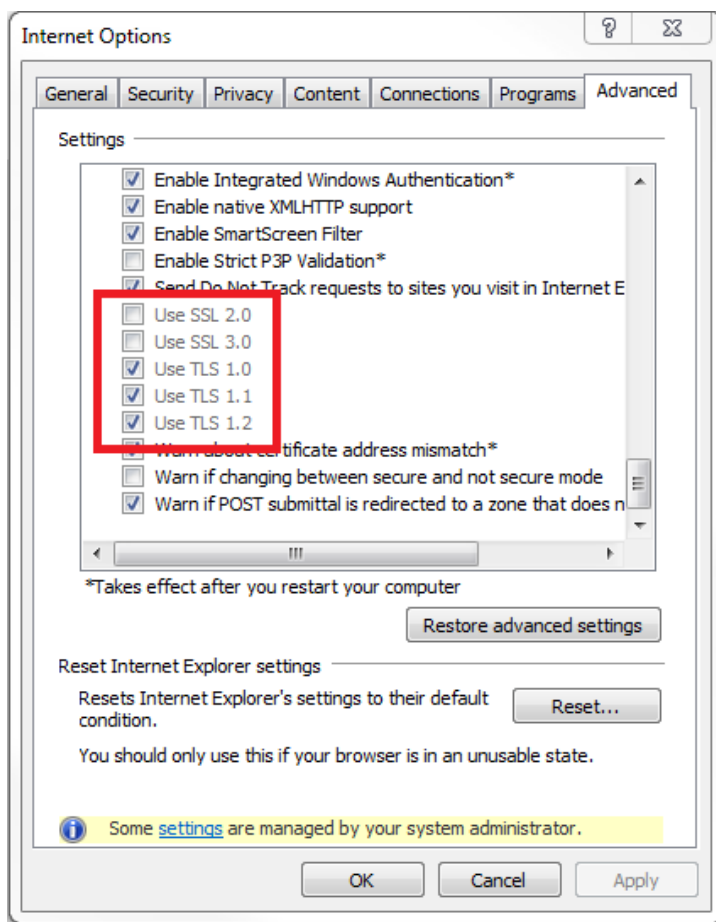 Internet Options
General Security Privacy Content Connections Programs Advanced
Settings
Enable Integrated Windows Authentication*
Enable native XMLHTTP support
Enable SmartScreen Filter
Enable Strict P3P Validation*
Send Do Not Track requests to sites you visit in Internet E
Use SSL 2.0
Use SSL 3.0
Use TLS 1.0
Use TLS 1.1
Use TLS 1.2
Warn about certificate address mismatch*
Warn if changing between secure and not secure mode
Warn if POST submittal is redirected to a zone that does n
*Takes effect after you restart your computer
Restore advanced settings
Reset Internet Explorer settings
Resets Internet Explorer's settings to their default
condition.
Reset...
You should only use this if your browser is in an unusable state.
Some settings are managed by your system administrator.
OK Cancel Apply